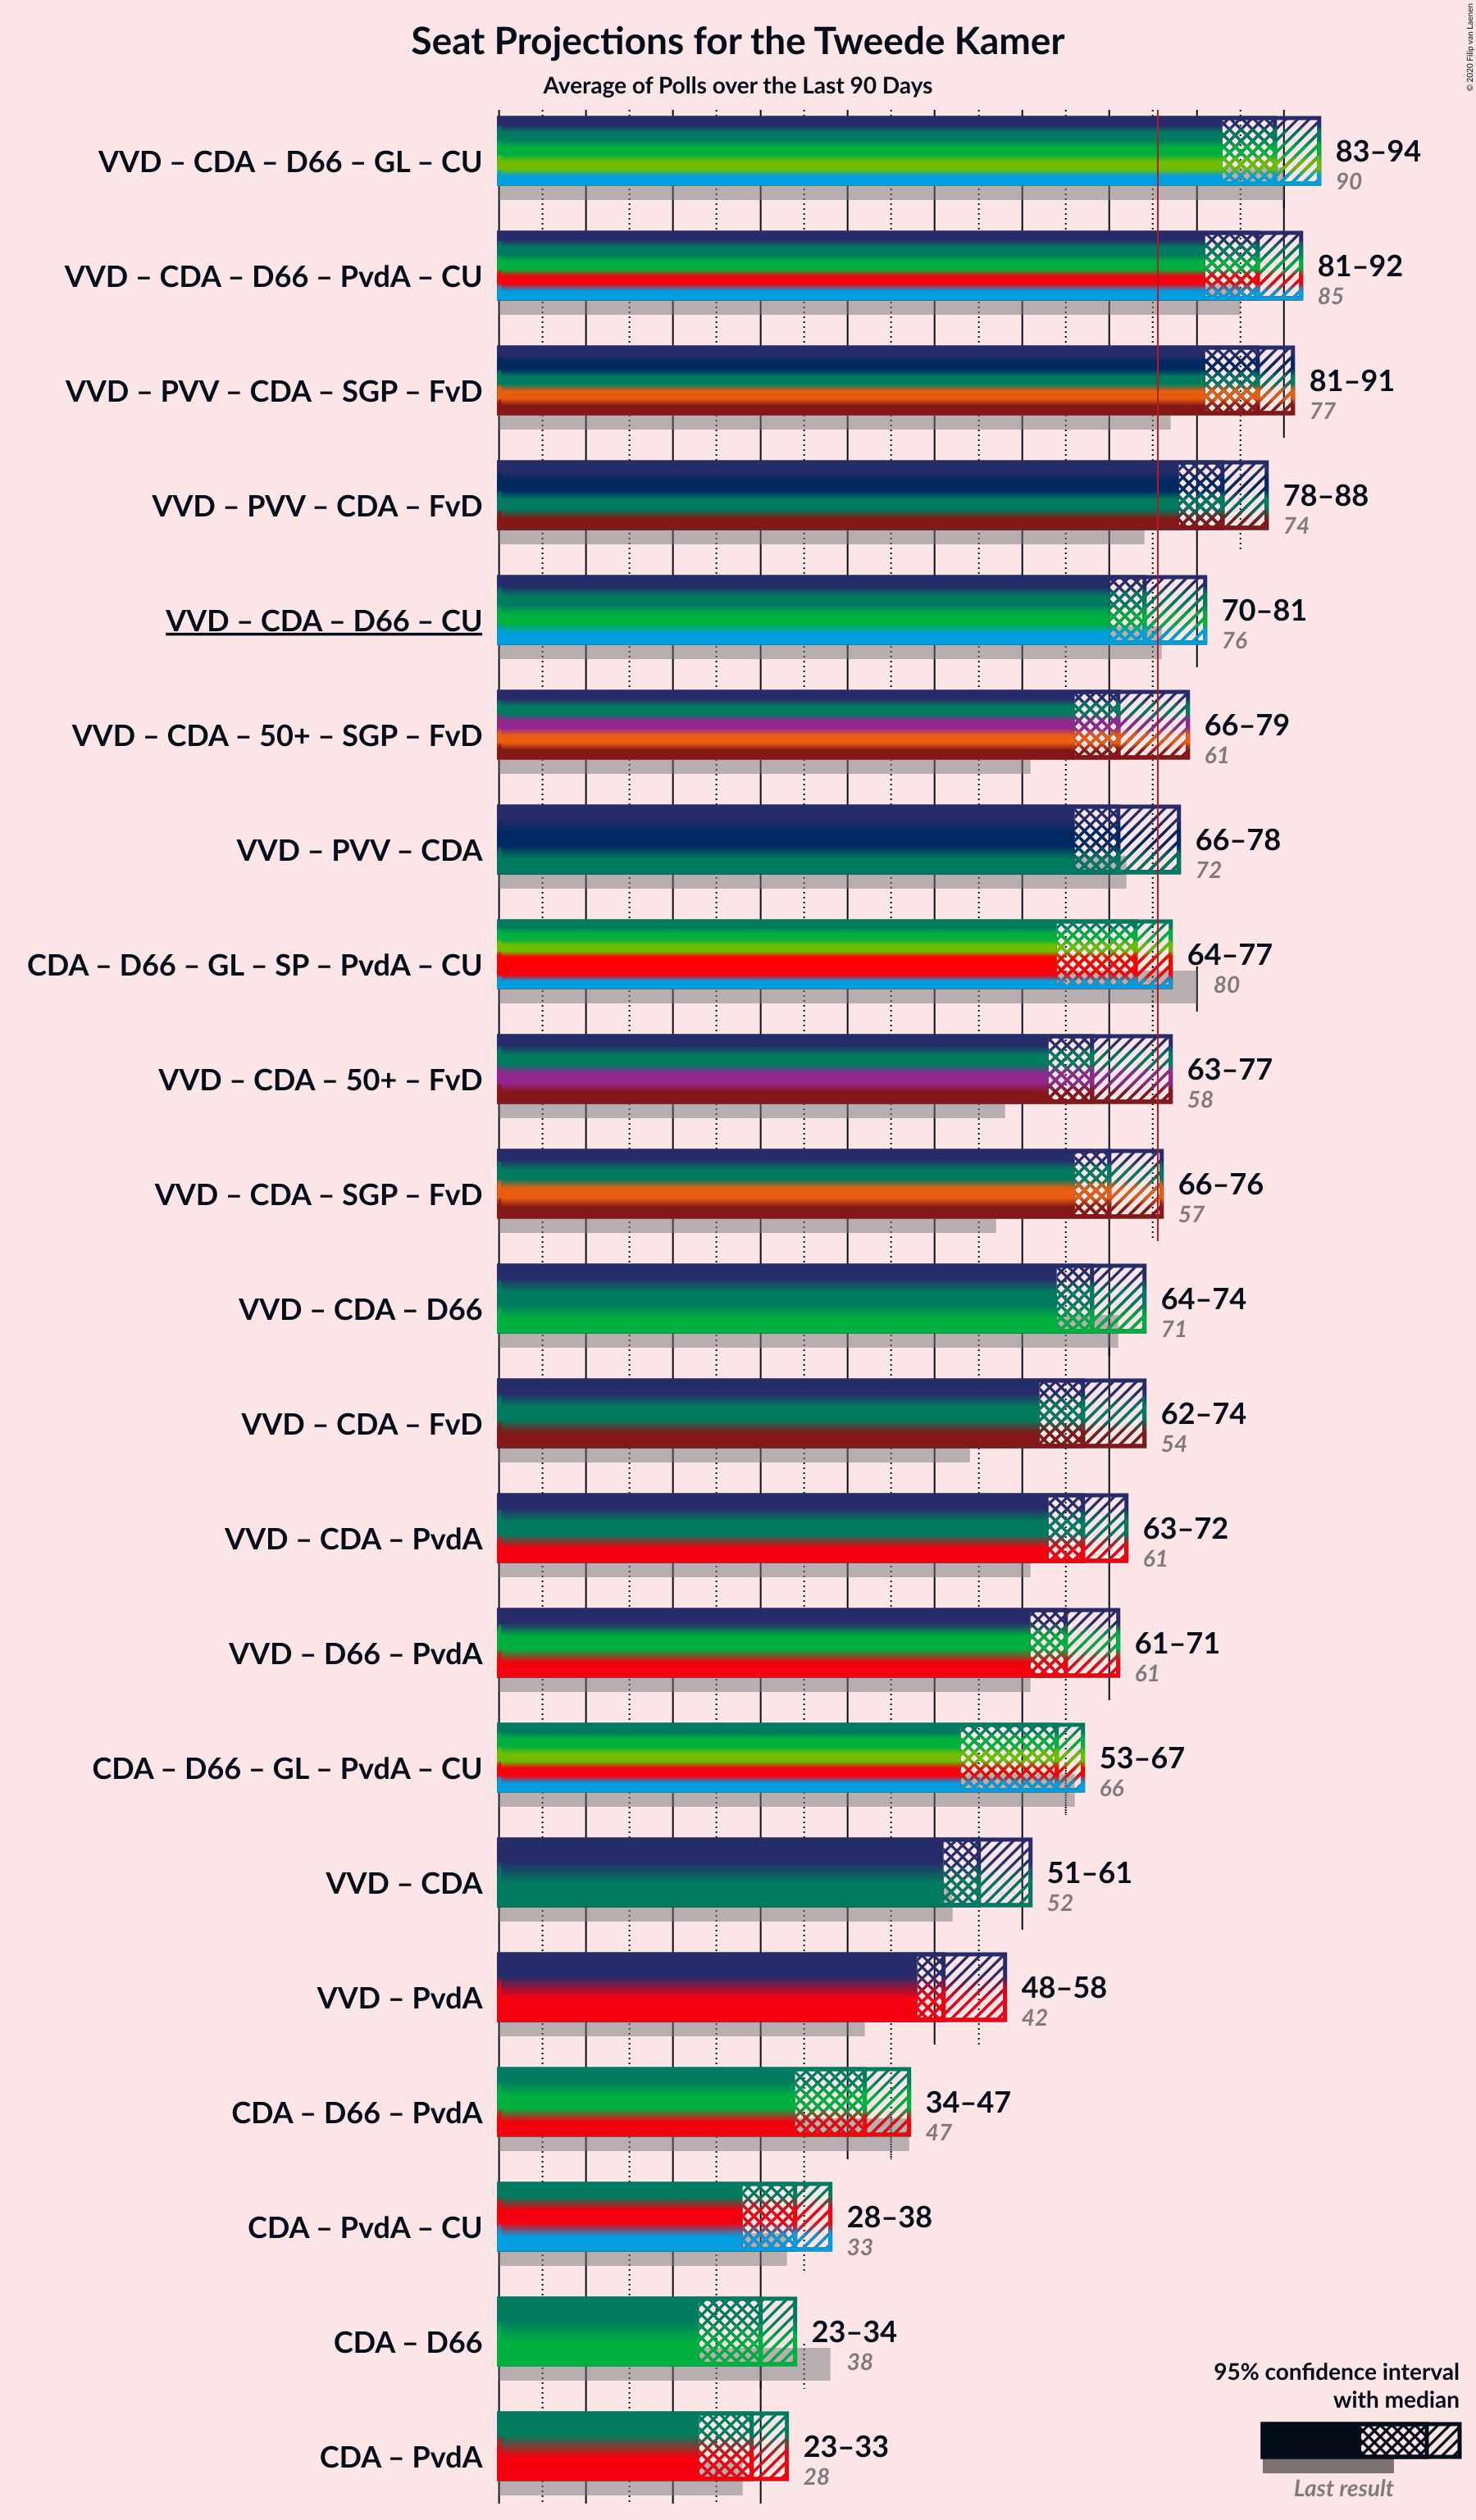 Seat Projections for the Tweede Kamer
Average of Polls over the Last 90 Days
© 2020 Filip van Laenen
VVD – CDA – D66 – GL – CU
83–94
90
VVD – CDA – D66 – PvdA – CU
81–92
85
VVD – PVV – CDA – SGP – FvD
81–91
77
VVD – PVV – CDA – FvD
78–88
74
VVD – CDA – D66 – CU
70–81
76
VVD – CDA – 50+ – SGP – FvD
66–79
61
VVD – PVV – CDA
66–78
72
CDA – D66 – GL – SP – PvdA – CU
64–77
80
VVD – CDA – 50+ – FvD
63–77
58
VVD – CDA – SGP – FvD
66–76
57
VVD – CDA – D66
64–74
71
VVD – CDA – FvD
62–74
54
VVD – CDA – PvdA
63–72
61
VVD – D66 – PvdA
61–71
61
CDA – D66 – GL – PvdA – CU
53–67
66
VVD – CDA
51–61
52
VVD – PvdA
48–58
42
CDA – D66 – PvdA
34–47
47
CDA – PvdA – CU
28–38
33
CDA – D66
23–34
38
CDA – PvdA
23–33
28
95% confidence interval
with median
Last result